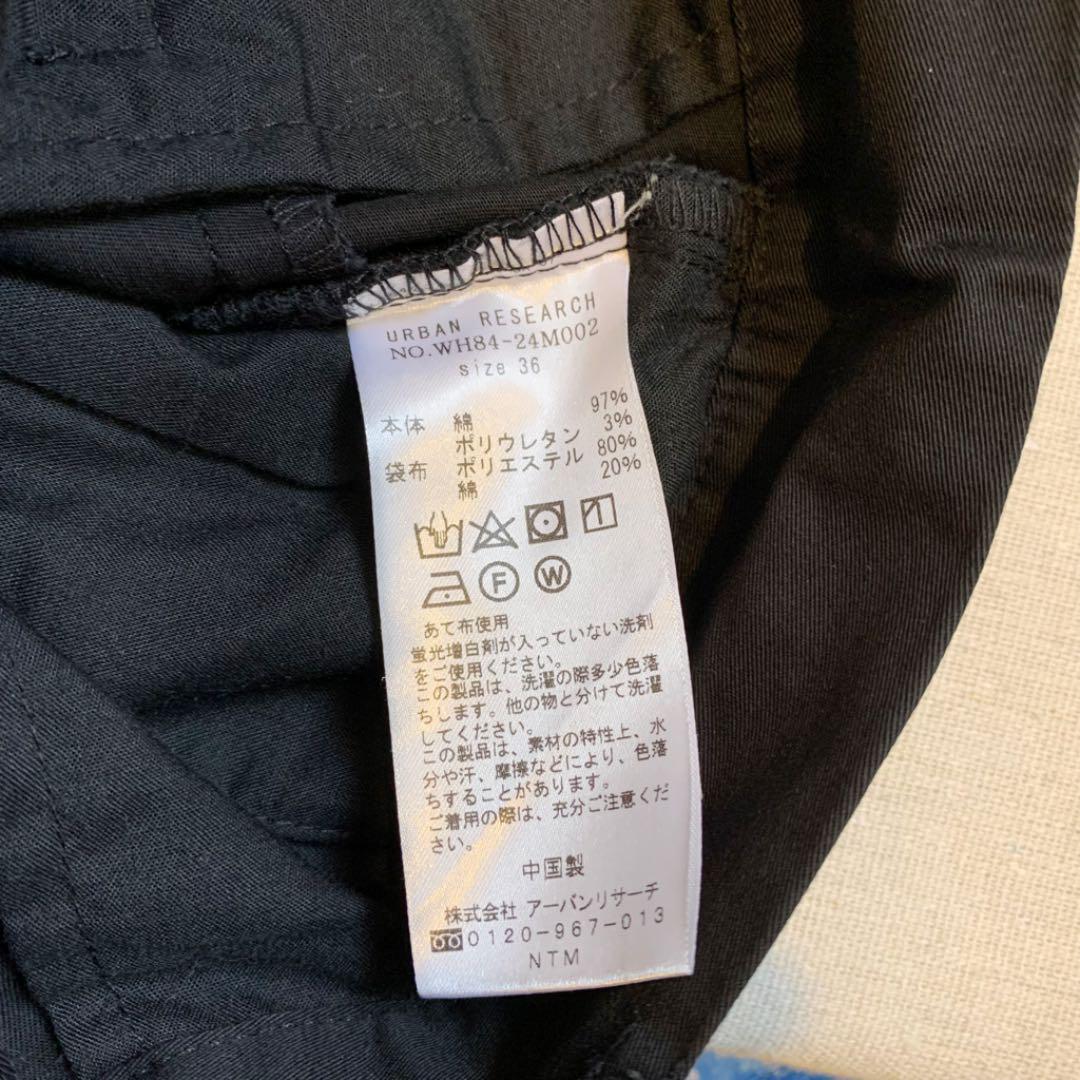 URBAN RESEARCH
NO.WH84-24M002
size 36
本体 綿 97%
ポリウレタン 3%
袋布 ポリエステル 80%
綿 20%
F W
あて布使用
蛍光増白剤が入っていない洗剤
をご使用ください。
この製品は、洗濯の際多少色落
ちします。他の物と分けて洗濯
してください。
この製品は、素材の特性上、水
分や汗、摩擦などにより、色落
ちすることがあります。
ご着用の際は、充分ご注意くだ
さい。
中国製
株式会社 アーバンリサーチ
0120-967-013
NTM